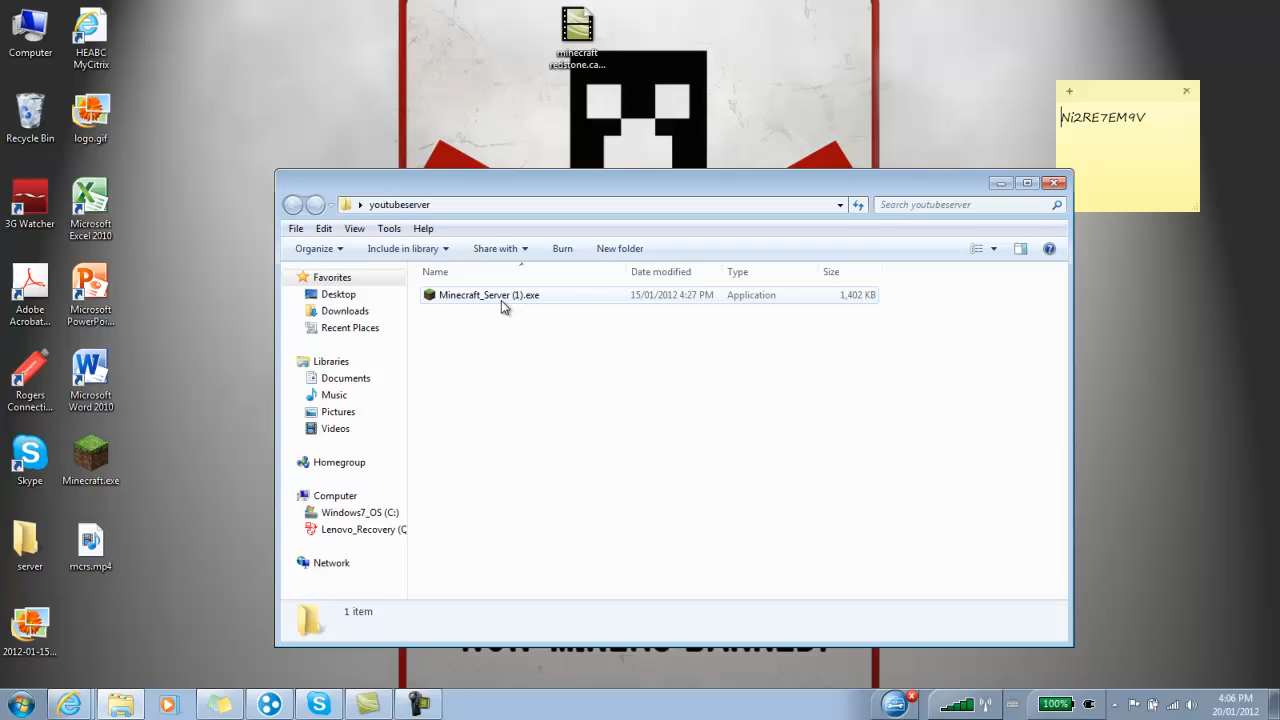 Computer
HEABC
MyCitrix
Recycle Bin
logo.gif
3G Watcher
Microsoft
Excel 2010
Adobe
Acrobat...
Microsoft
PowerPoi...
Rogers
Connecti...
Microsoft
Word 2010
Skype
Minecraft.exe
server
mcrs.mp4
2012-01-15...
minecraft
redstone.ca...
Ni2RE7EM9V
youtubeserver
Search youtubeserver
File Edit View Tools Help
Organize Include in library Share with Burn New folder
Name Date modified Type Size
Minecraft_Server (1).exe 15/01/2012 4:27 PM Application 1,402 KB
Favorites
Desktop
Downloads
Recent Places
Libraries
Documents
Music
Pictures
Videos
Homegroup
Computer
Windows7_OS (C:)
Lenovo_Recovery (Q
Network
1 item
100%
4:06 PM
20/01/2012